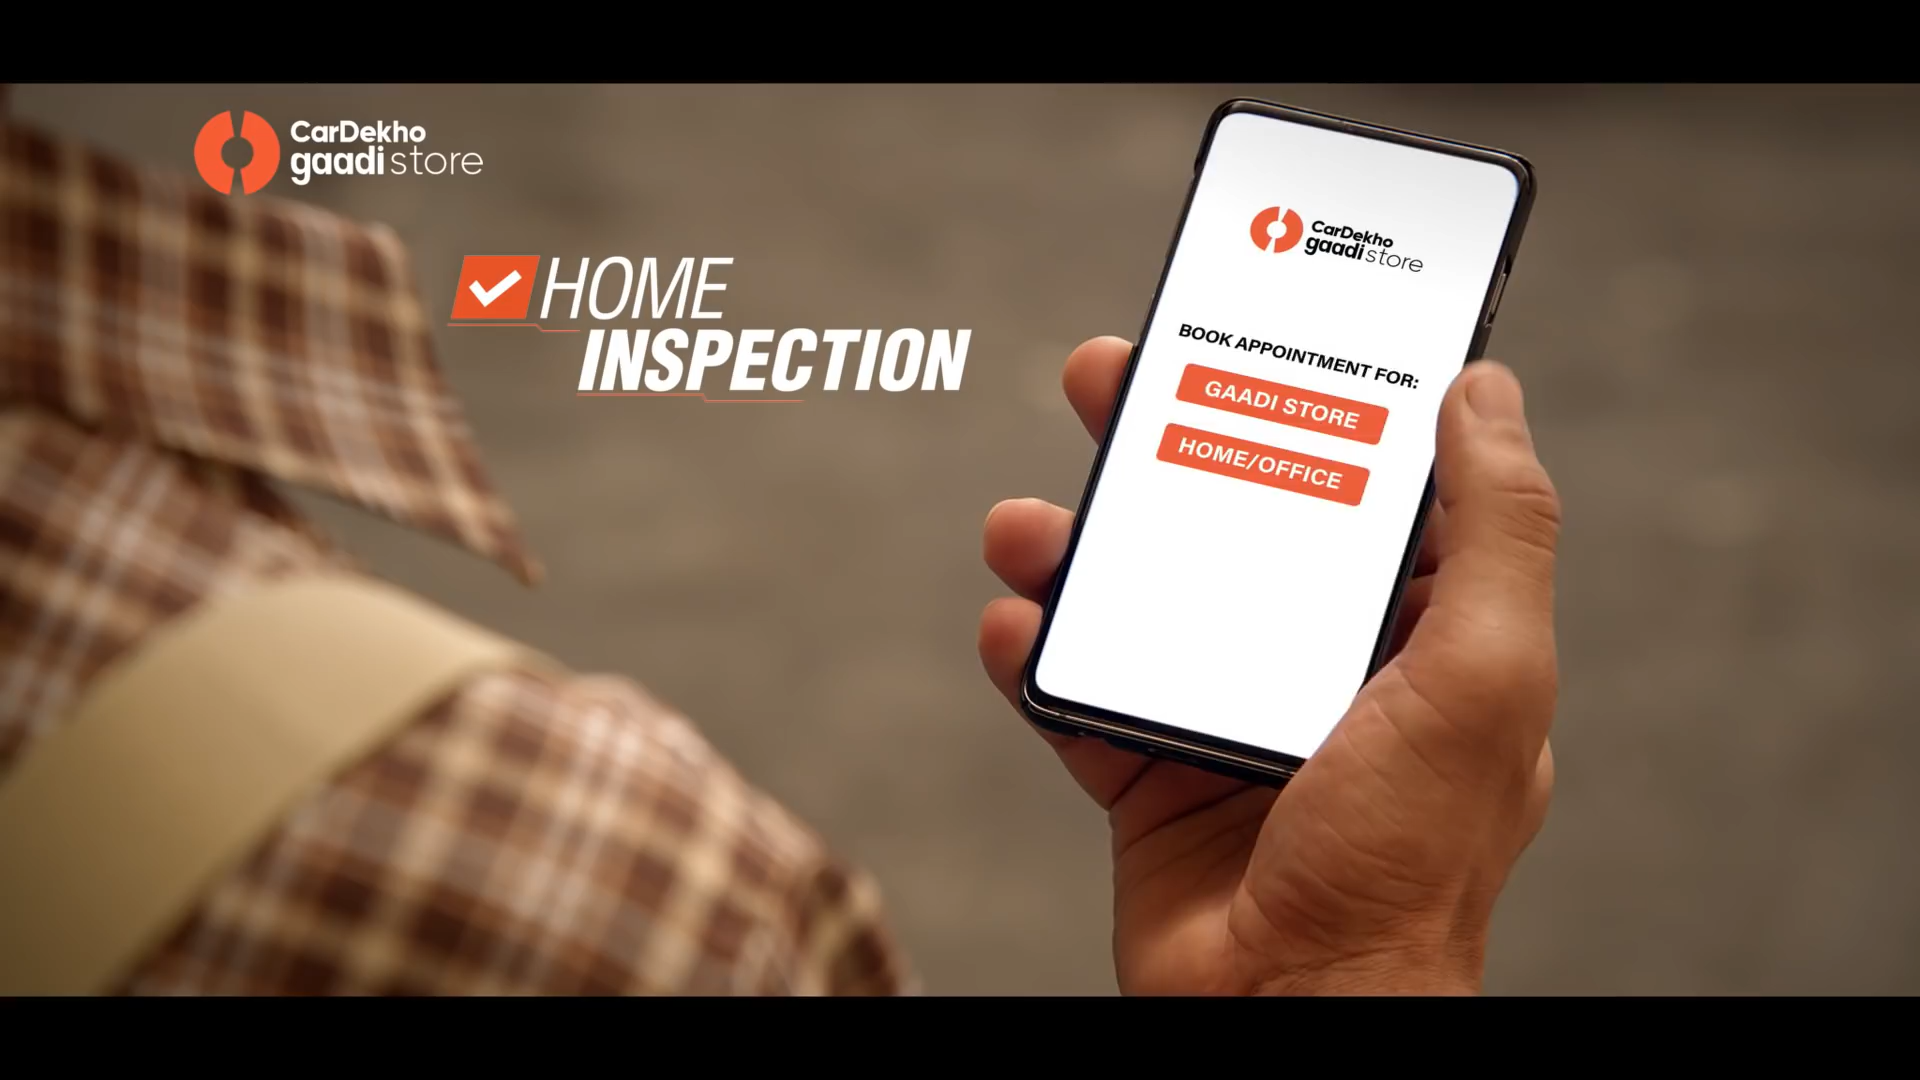 CarDekho
gaadi store
HOME
INSPECTION
CarDekho
gaadi store
BOOK APPOINTMENT FOR:
GAADI STORE
HOME/OFFICE